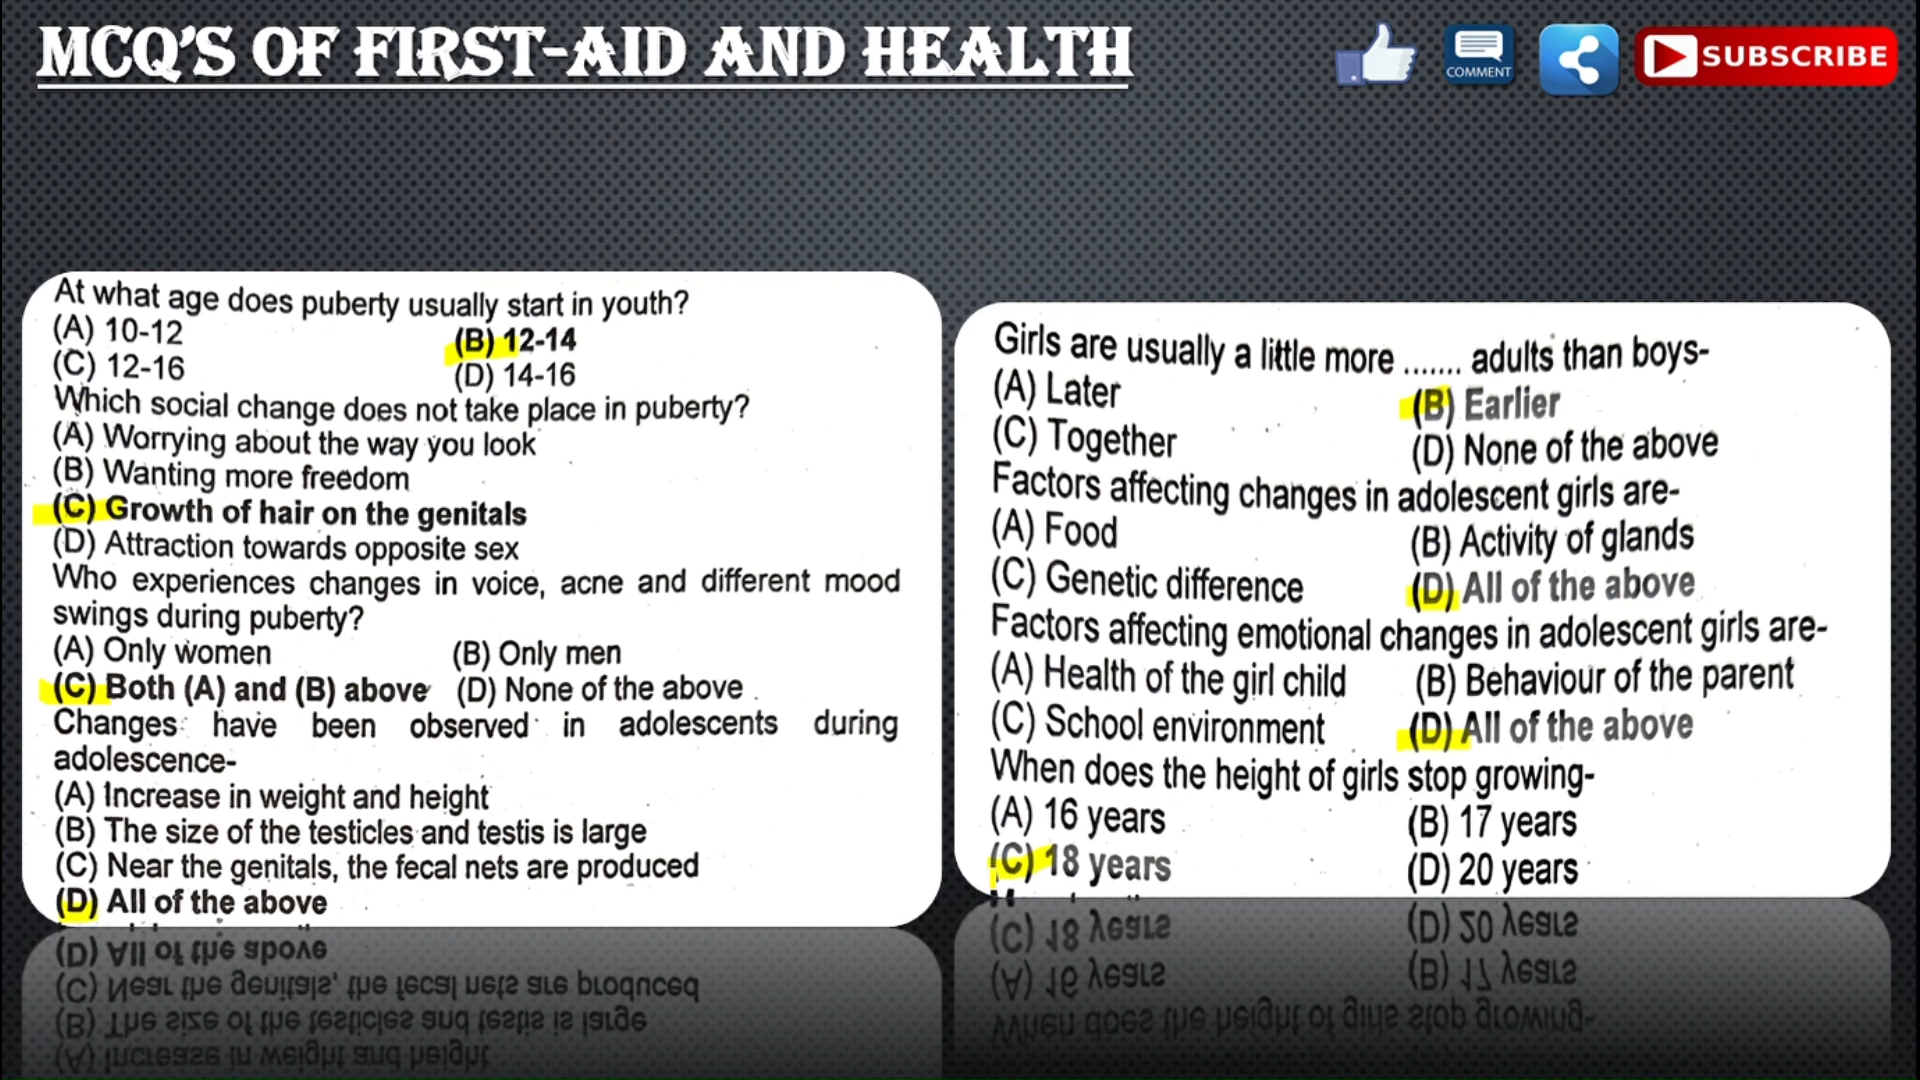 MCQ'S OF FIRST-AID AND HEALTH
COMMENT
SUBSCRIBE
At what age does puberty usually start in youth?
(A) 10-12 (B) 12-14
(C) 12-16 (D) 14-16
Which social change does not take place in puberty?
(A) Worrying about the way you look
(B) Wanting more freedom
(C) Growth of hair on the genitals
(D) Attraction towards opposite sex
Who experiences changes in voice, acne and different mood
swings during puberty?
(A) Only women (B) Only men
(C) Both (A) and (B) above (D) None of the above
Changes have been observed in adolescents during
adolescence-
(A) Increase in weight and height
(B) The size of the testicles and testis is large
(C) Near the genitals, the fecal nets are produced
(D) All of the above
Girls are usually a little more ....... adults than boys-
(A) Later (B) Earlier
(C) Together (D) None of the above
Factors affecting changes in adolescent girls are-
(A) Food (B) Activity of glands
(C) Genetic difference (D) All of the above
Factors affecting emotional changes in adolescent girls are-
(A) Health of the girl child (B) Behaviour of the parent
(C) School environment (D) All of the above
When does the height of girls stop growing-
(A) 16 years (B) 17 years
(C) 18 years (D) 20 years